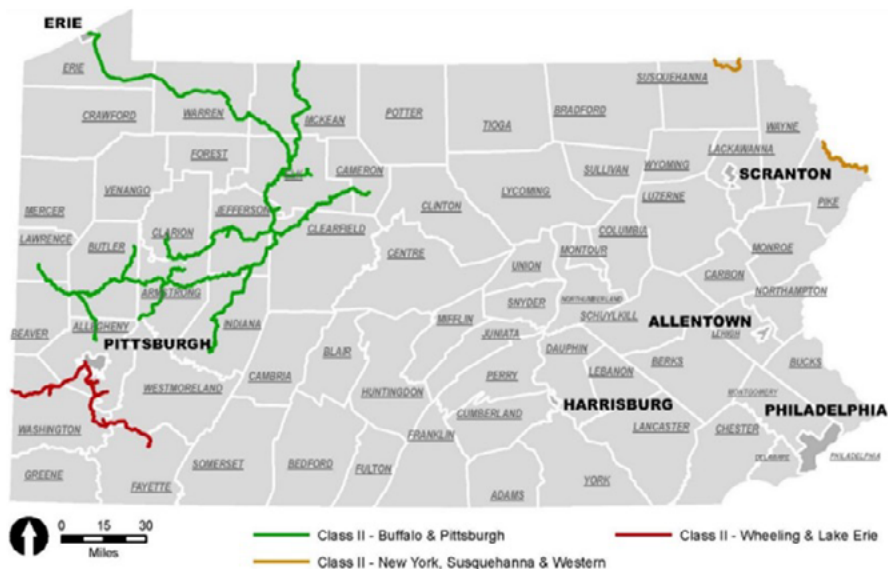 ERIE
ERIE
SUSQUEHANNA
CRAWFORD
WARREN
MCKEAN
POTTER
TIOGA
BRADFORD
WAYNE
FOREST
CAMERON
SULLIVAN
WYOMING
LACKAWANNA
SCRANTON
VENANGO
LYCOMING
LUZERNE
PIKE
MERCER
JEFFERSON
CLINTON
CLARION
CLEARFIELD
COLUMBIA
LAWRENCE
BUTLER
CENTRE
MONTOUR
MONROE
UNION
CARBON
ARMSTRONG
SNYDER
NORTHUMBERLAND
NORTHAMPTON
SCHUYLKILL
BEAVER
ALLEGHENY
INDIANA
MIFFLIN
ALLENTOWN
PITTSBURGH
JUNIATA
LEHIGH
BLAIR
DAUPHIN
BERKS
BUCKS
LEBANON
CAMBRIA
PERRY
WESTMORELAND
HUNTINGDON
MONTGOMERY
HARRISBURG
PHILADELPHIA
CUMBERLAND
WASHINGTON
FRANKLIN
LANCASTER
CHESTER
DELAWARE
PHILADELPHIA
SOMERSET
BEDFORD
FULTON
GREENE
FAYETTE
YORK
ADAMS
0 15 30
Miles
Class II - Buffalo & Pittsburgh
Class II - Wheeling & Lake Erie
Class II - New York, Susquehanna & Western